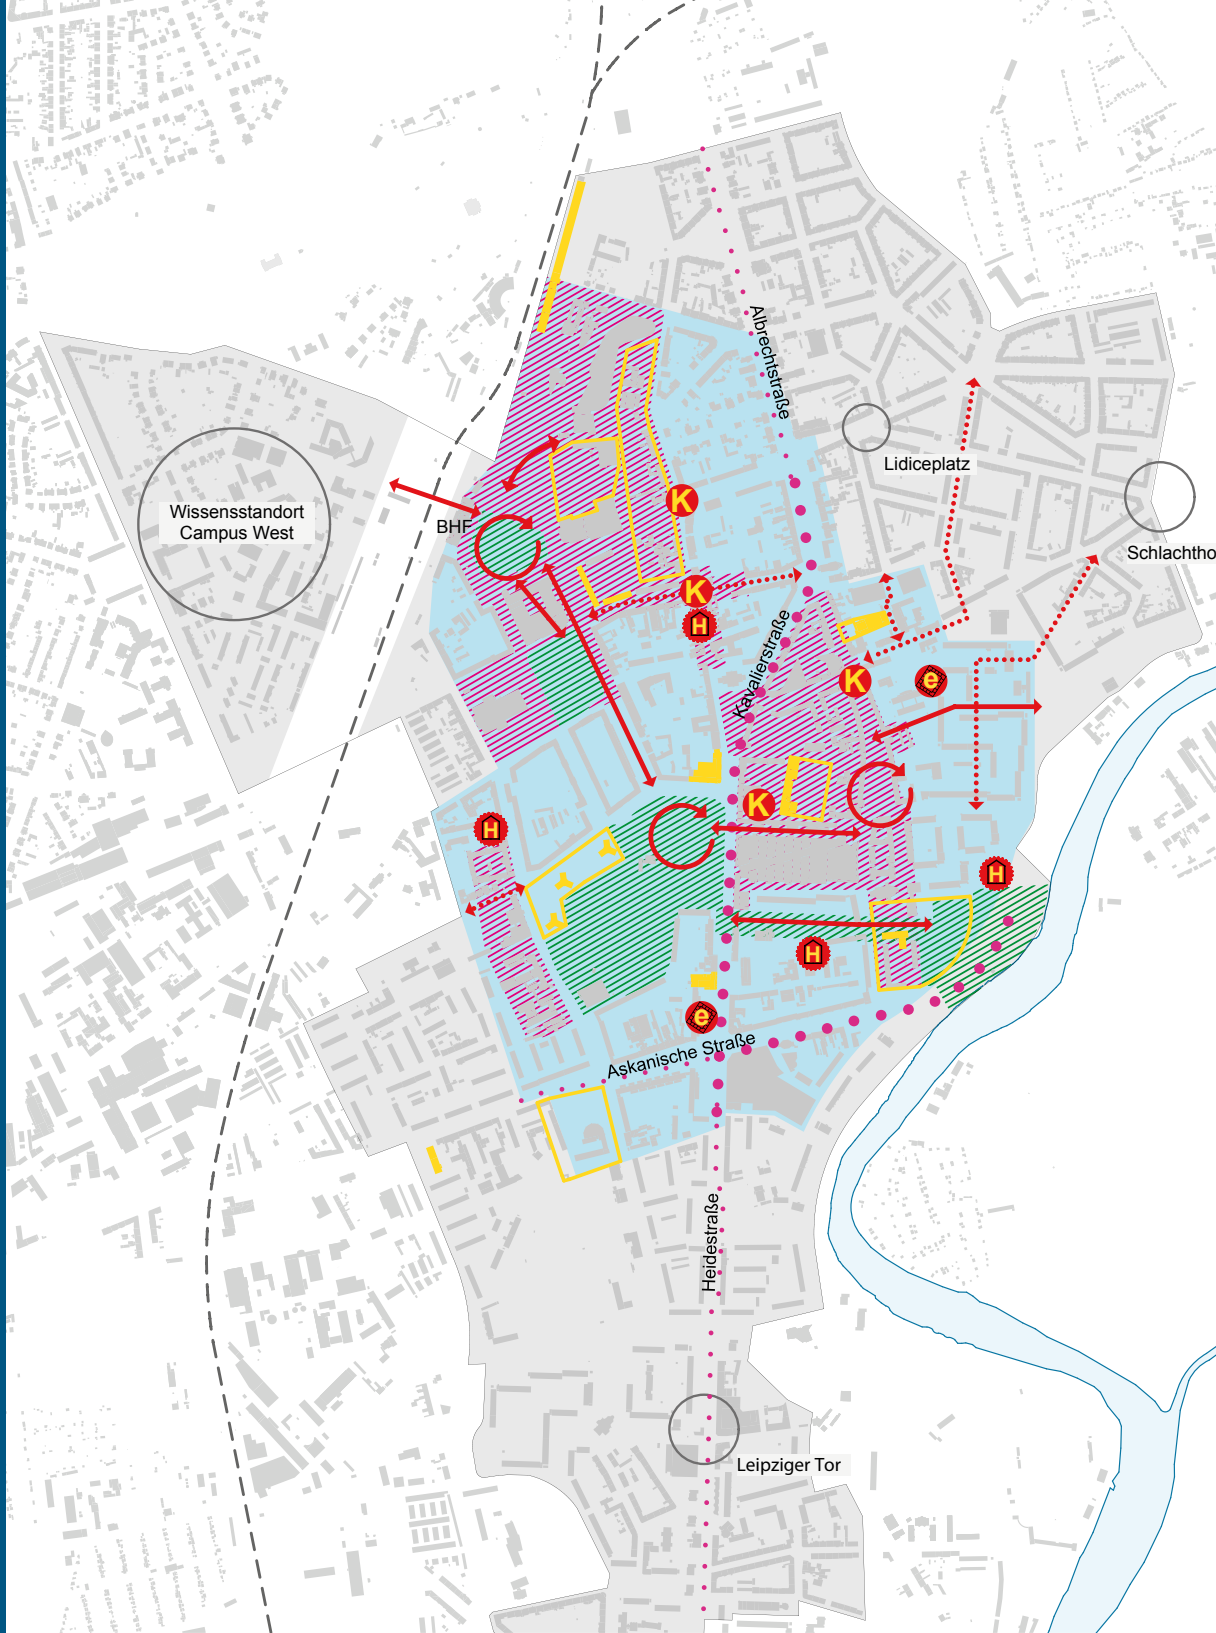 Albrechtstraße
Lidiceplatz
Wissensstandort
Campus West
K
BHF
Schlachtho
K
H
Kavalierstraße
K
e
K
H
H
H
e
Askanische Straße
Heidestraße
Leipziger Tor